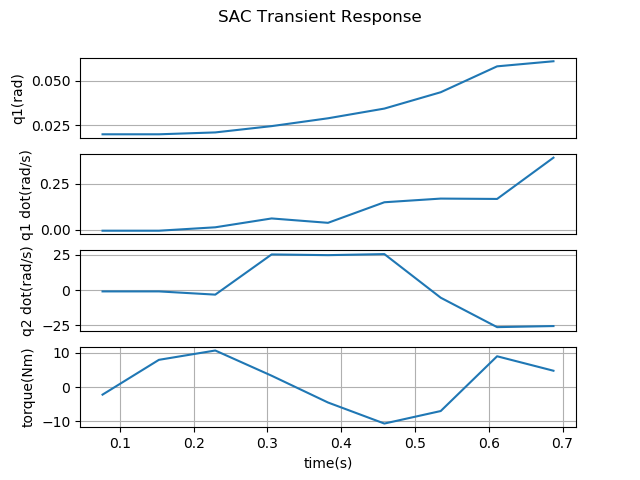 SAC Transient Response
q1(rad)
0.050
0.025
q1 dot(rad/s)
0.25
0.00
q2 dot(rad/s)
25
0
−25
torque(Nm)
10
0
−10
0.1 0.2 0.3 0.4 0.5 0.6 0.7
time(s)